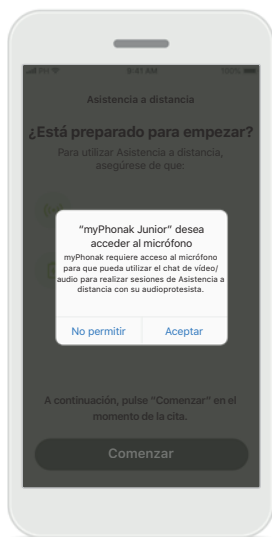 PH 9:41 AM 100%
Asistencia a distancia
¿Está preparado para empezar?
Para utilizar Asistencia a distancia,
asegúrese de que:
“myPhonak Junior” desea
acceder al micrófono
myPhonak requiere acceso al micrófono
para que pueda utilizar el chat de vídeo/
audio para realizar sesiones de Asistencia a
distancia con su audioprotesista.
No permitir Aceptar
A continuación, pulse “Comenzar” en el
momento de la cita.
Comenzar